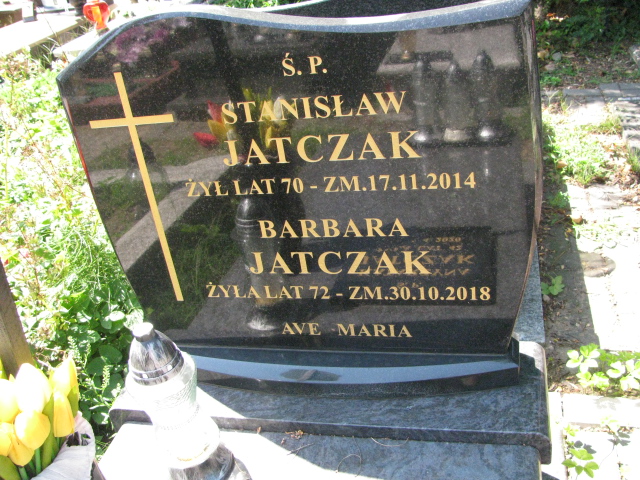 Ś. P.
STANISŁAW
JATCZAK
ŻYŁ LAT 70 - ZM.17.11.2014
BARBARA
JATCZAK
ŻYŁA LAT 72 - ZM.30.10.2018
AVE MARIA